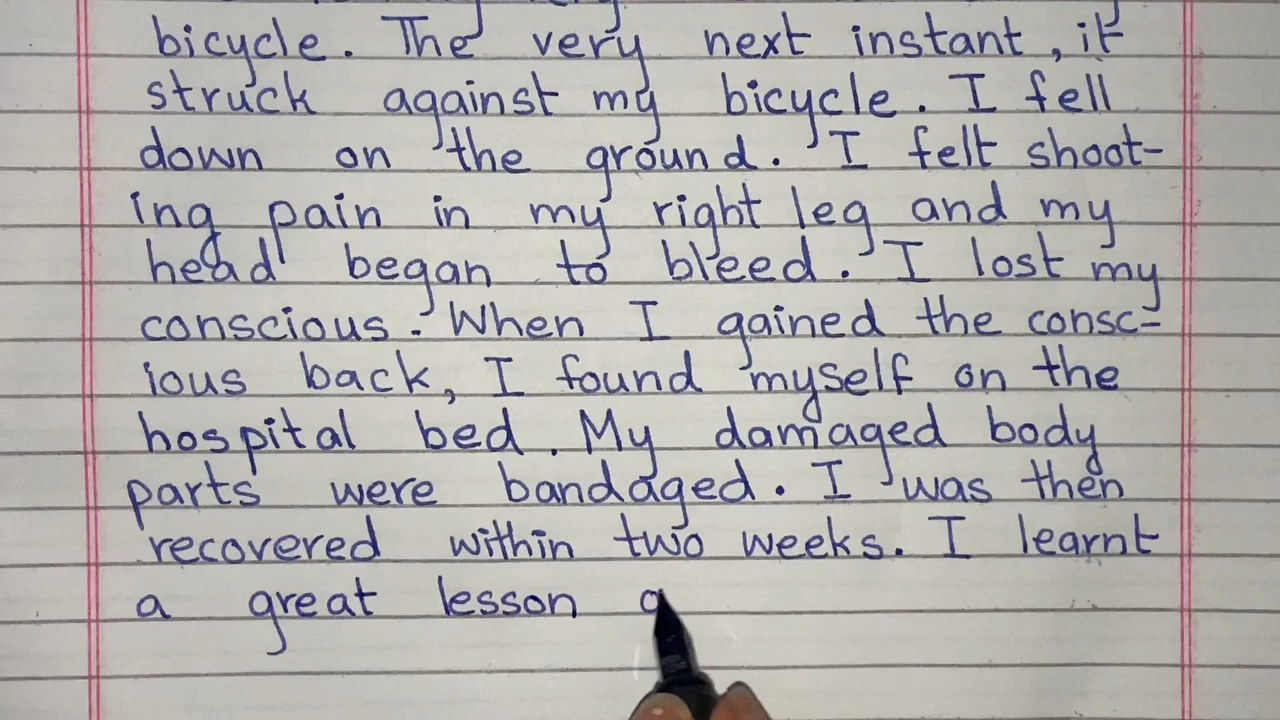 bicycle. The very next instant, it
struck against my bicycle. I fell
down on the ground. I felt shoot-
ing pain in my right leg and my
head began to bleed. I lost my
conscious. When I gained the consc-
ious back, I found myself on the
hospital bed. My damaged body
parts were bandaged. I was then
recovered within two weeks. I learnt
a great lesson